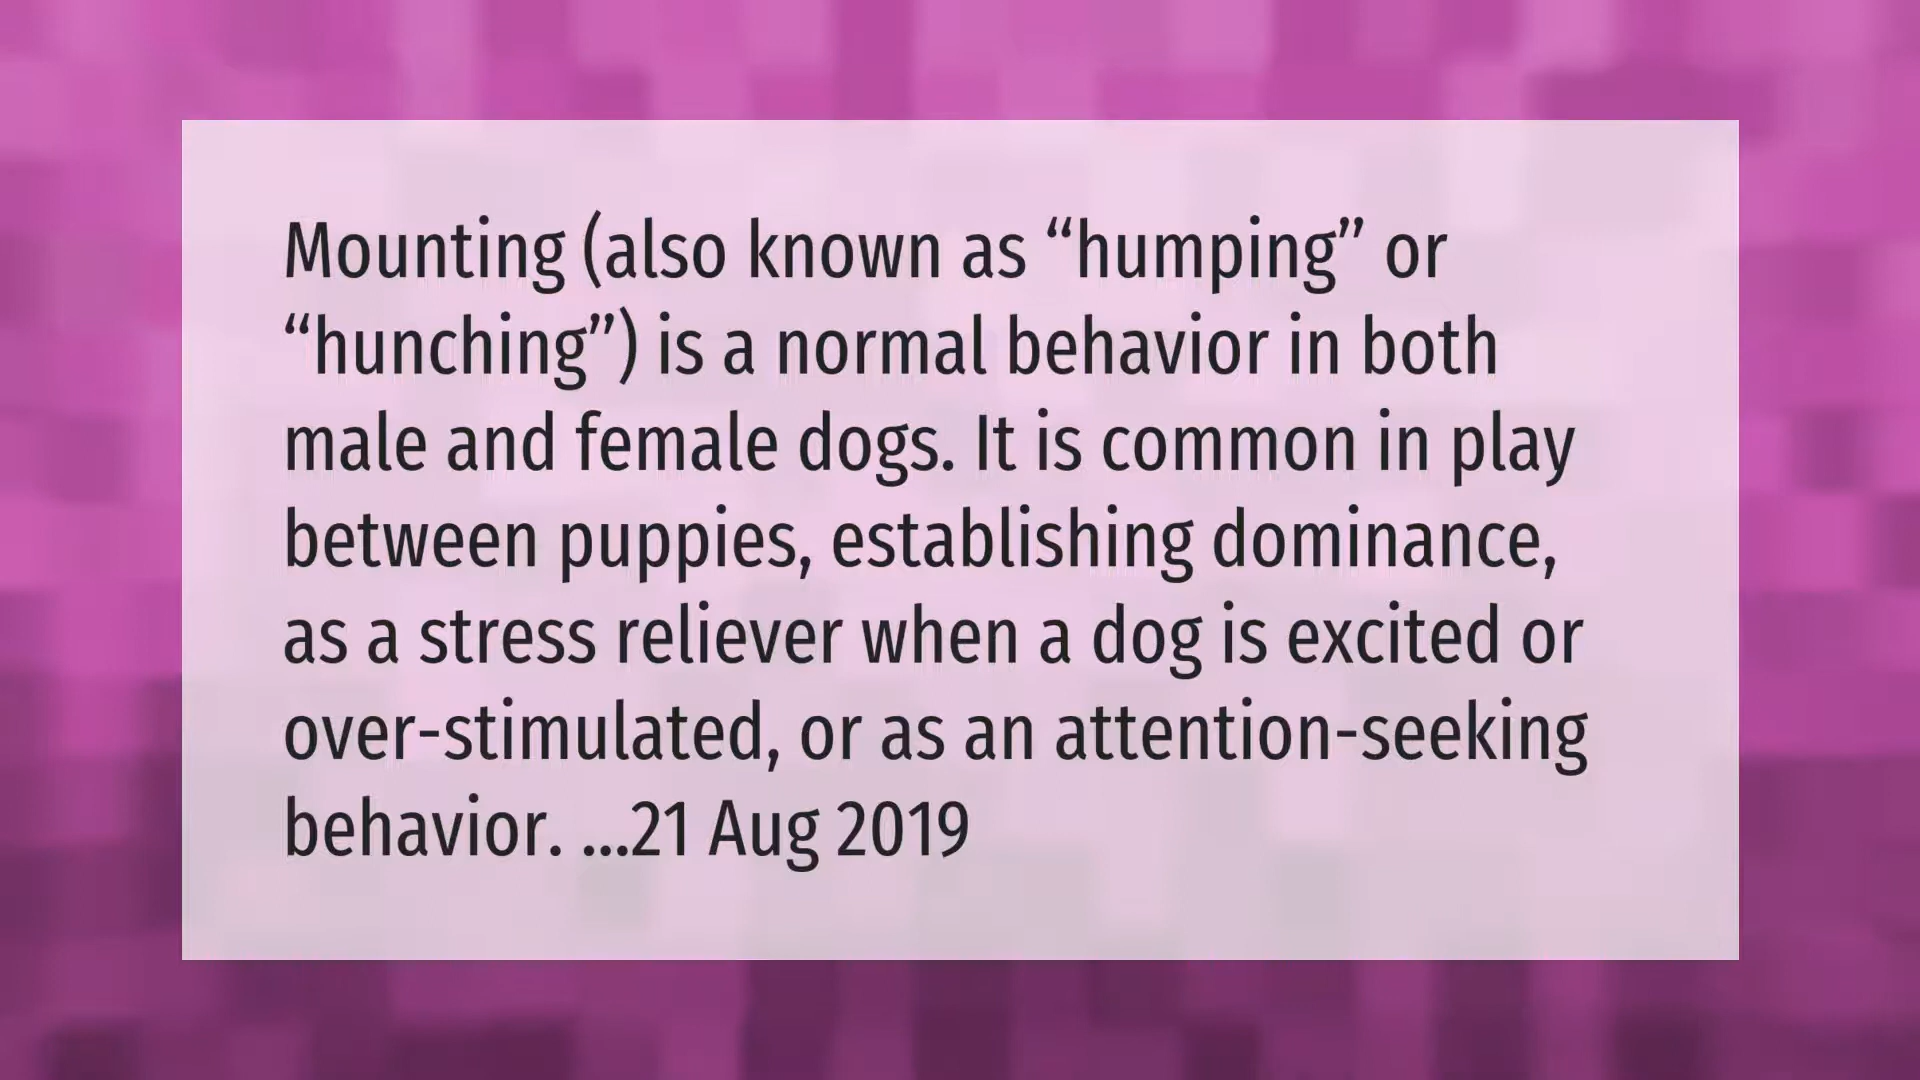 Mounting (also known as “humping” or
“hunching”) is a normal behavior in both
male and female dogs. It is common in play
between puppies, establishing dominance,
as a stress reliever when a dog is excited or
over-stimulated, or as an attention-seeking
behavior. ...21 Aug 2019